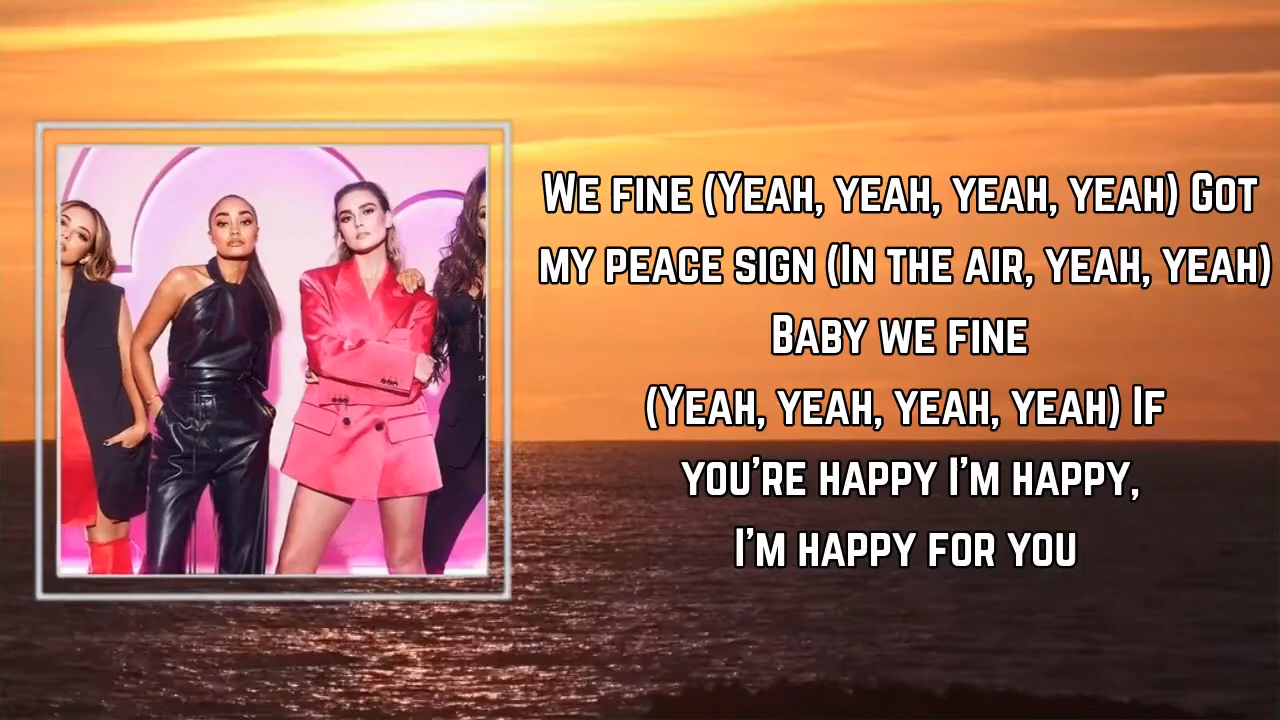 We fine (Yeah, yeah, yeah, yeah) Got
my peace sign (In the air, yeah, yeah)
Baby we fine
(Yeah, yeah, yeah, yeah) If
you're happy I'm happy,
I'm happy for you